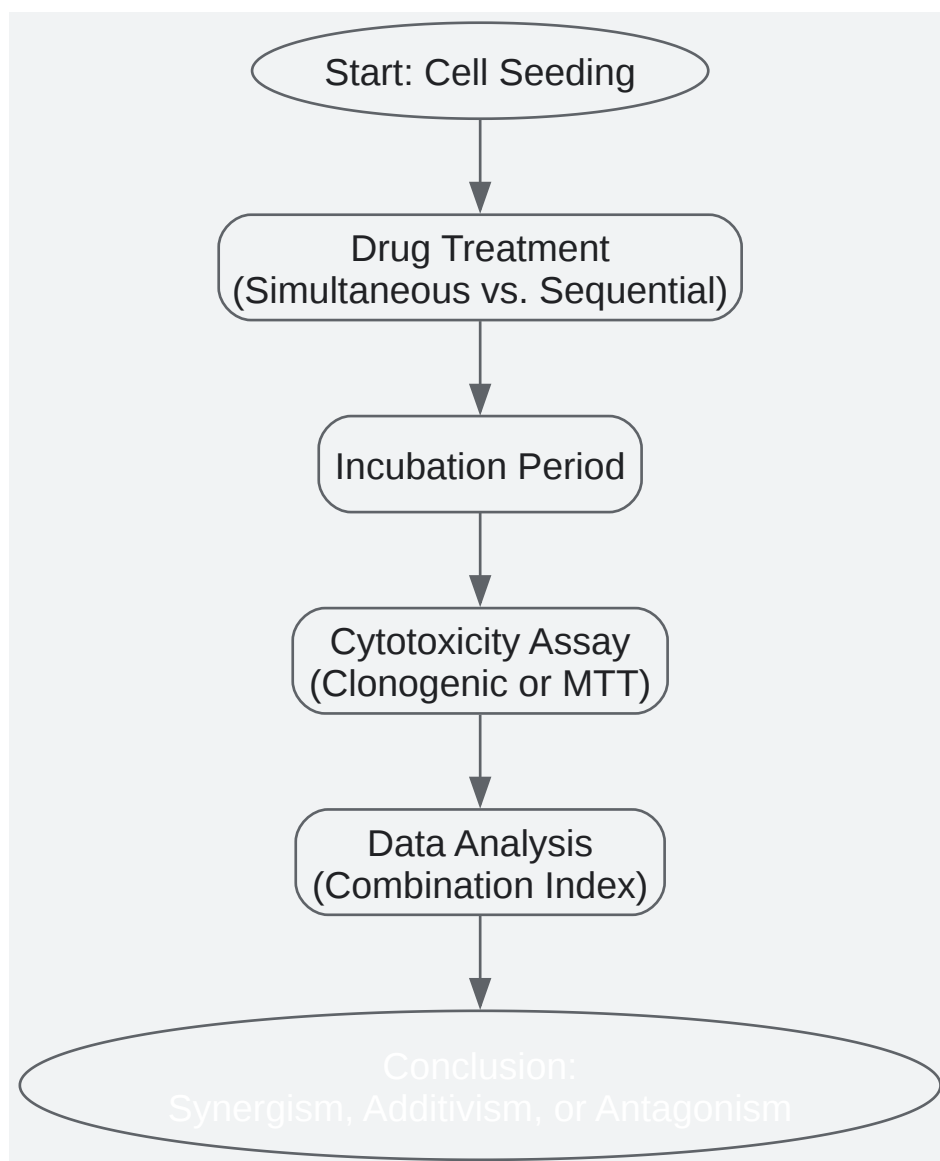 Start: Cell Seeding
Drug Treatment
(Simultaneous vs. Sequential)
Incubation Period
Cytotoxicity Assay
(Clonogenic or MTT)
Data Analysis
(Combination Index)
Conclusion:
Synergism, Additivism, or Antagonism